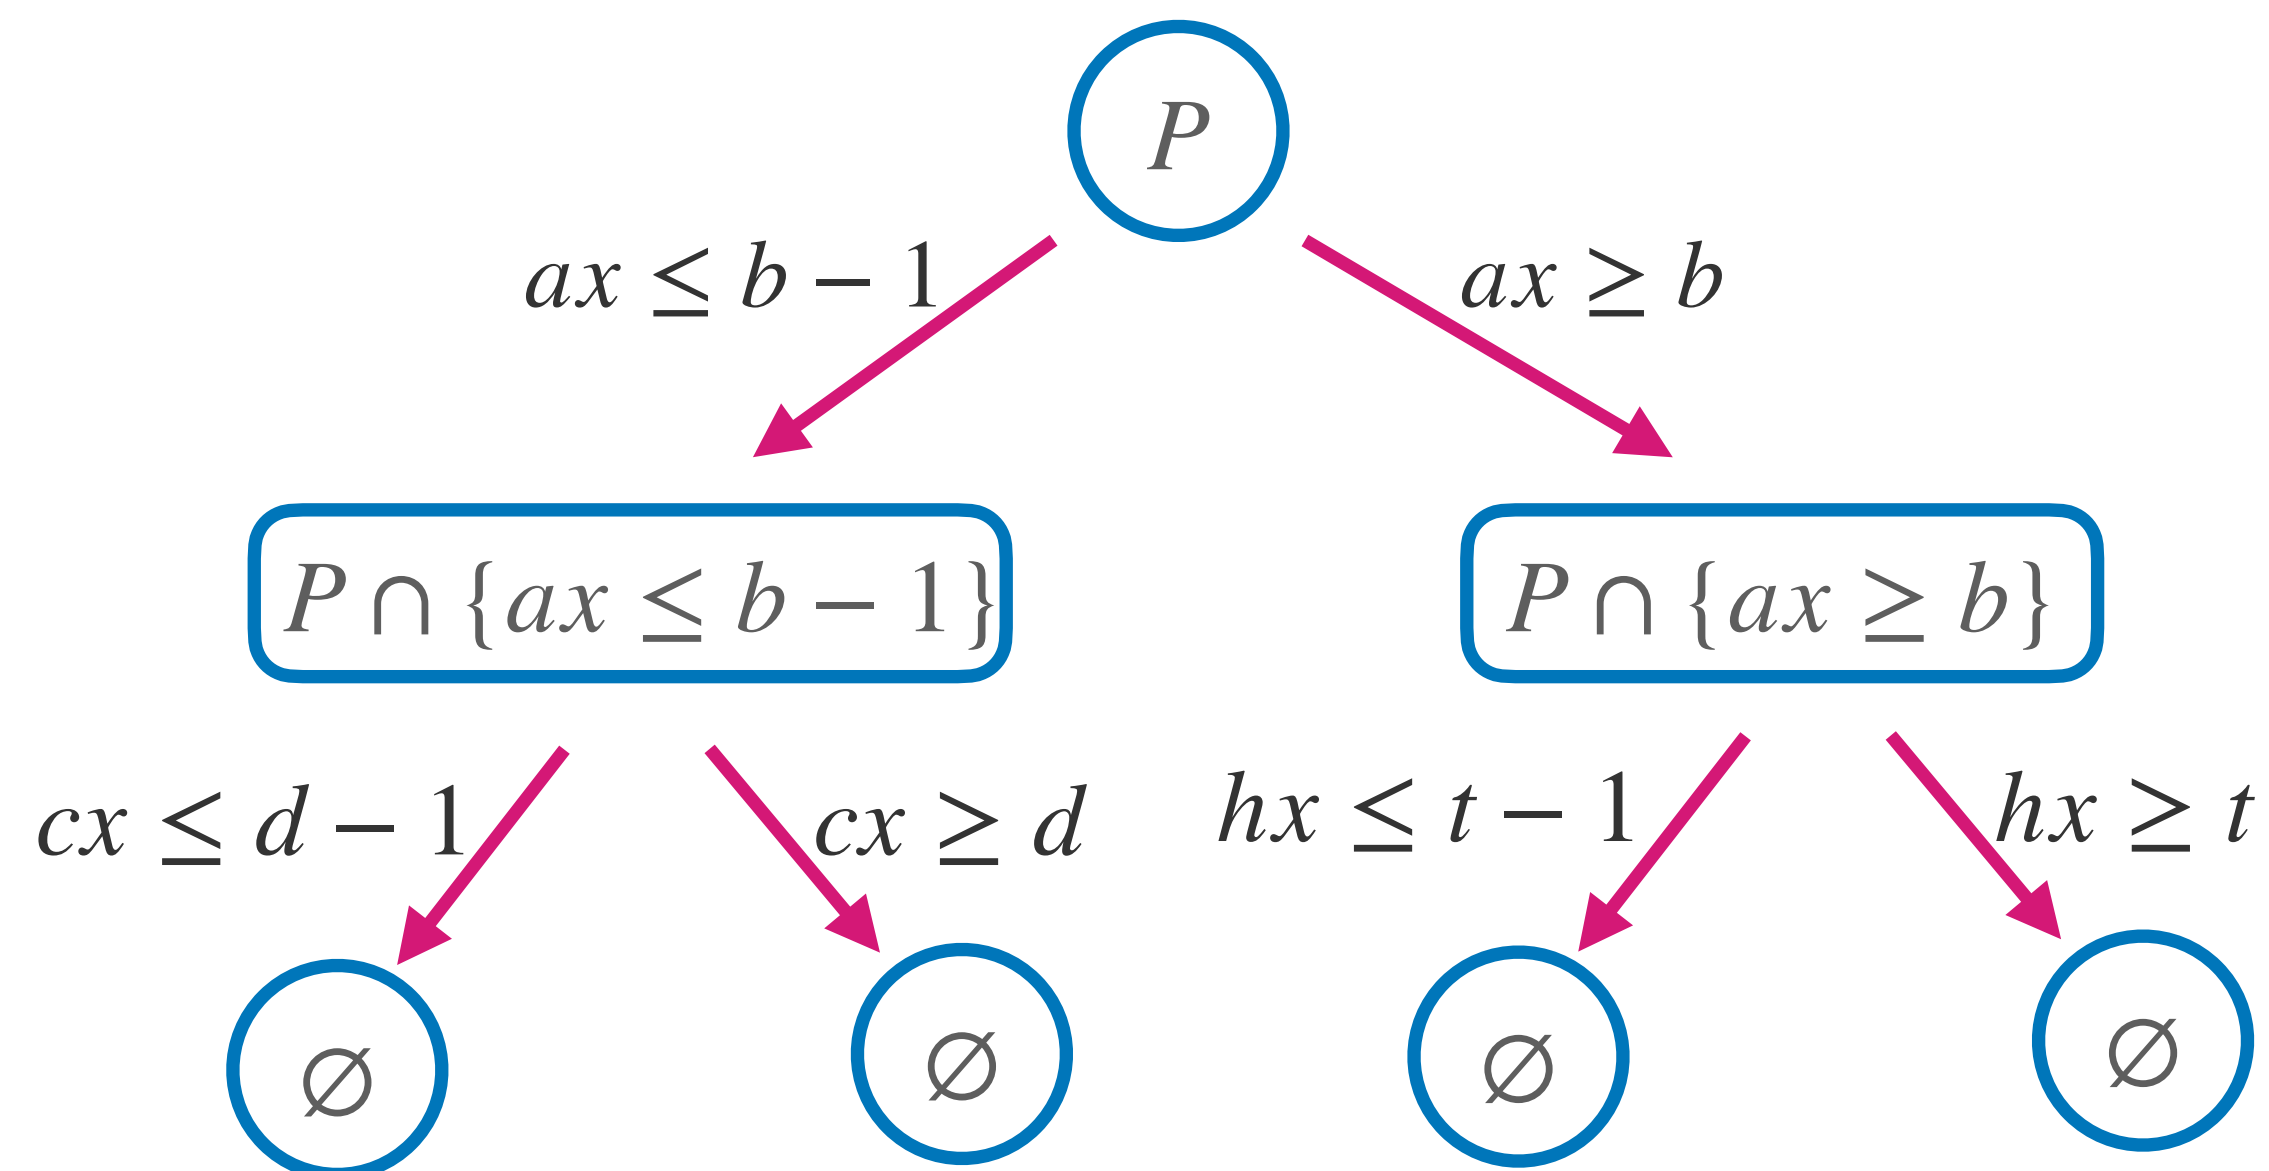 P
ax ≤ b − 1
ax ≥ b
P ∩ {ax ≤ b − 1}
P ∩ {ax ≥ b}
cx ≤ d − 1
cx ≥ d
hx ≤ t − 1
hx ≥ t
∅
∅
∅
∅